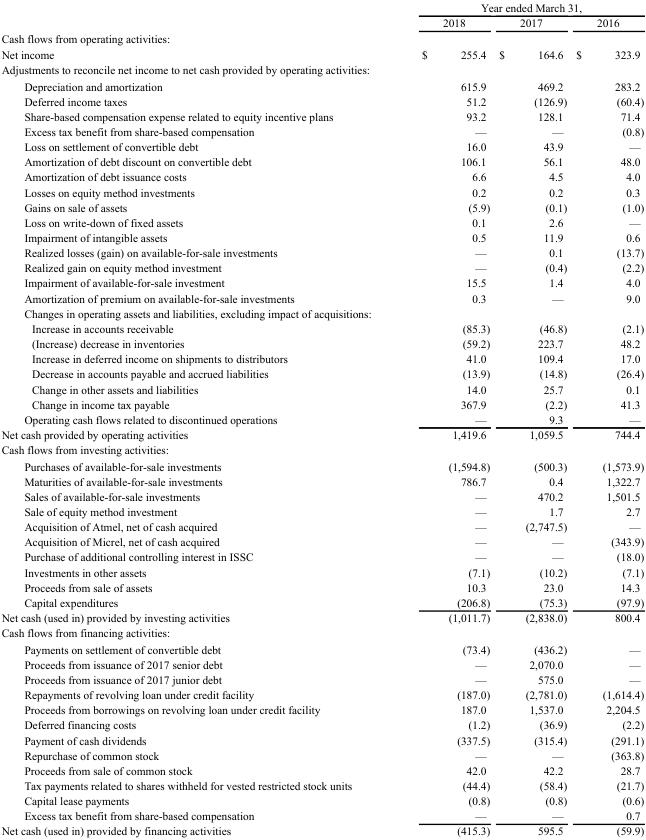 Year ended March 31,
2018 2017 2016
Cash flows from operating activities:
Net income $ 255.4 $ 164.6 $ 323.9
Adjustments to reconcile net income to net cash provided by operating activities:
Depreciation and amortization 615.9 469.2 283.2
Deferred income taxes 51.2 (126.9) (60.4)
Share-based compensation expense related to equity incentive plans 93.2 128.1 71.4
Excess tax benefit from share-based compensation — — (0.8)
Loss on settlement of convertible debt 16.0 43.9 —
Amortization of debt discount on convertible debt 106.1 56.1 48.0
Amortization of debt issuance costs 6.6 4.5 4.0
Losses on equity method investments 0.2 0.2 0.3
Gains on sale of assets (5.9) (0.1) (1.0)
Loss on write-down of fixed assets 0.1 2.6 —
Impairment of intangible assets 0.5 11.9 0.6
Realized losses (gain) on available-for-sale investments — 0.1 (13.7)
Realized gain on equity method investment — (0.4) (2.2)
Impairment of available-for-sale investment 15.5 1.4 4.0
Amortization of premium on available-for-sale investments 0.3 — 9.0
Changes in operating assets and liabilities, excluding impact of acquisitions:
Increase in accounts receivable (85.3) (46.8) (2.1)
(Increase) decrease in inventories (59.2) 223.7 48.2
Increase in deferred income on shipments to distributors 41.0 109.4 17.0
Decrease in accounts payable and accrued liabilities (13.9) (14.8) (26.4)
Change in other assets and liabilities 14.0 25.7 0.1
Change in income tax payable 367.9 (2.2) 41.3
Operating cash flows related to discontinued operations — 9.3 —
Net cash provided by operating activities 1,419.6 1,059.5 744.4
Cash flows from investing activities:
Purchases of available-for-sale investments (1,594.8) (500.3) (1,573.9)
Maturities of available-for-sale investments 786.7 0.4 1,322.7
Sales of available-for-sale investments — 470.2 1,501.5
Sale of equity method investment — 1.7 2.7
Acquisition of Atmel, net of cash acquired — (2,747.5) —
Acquisition of Micrel, net of cash acquired — — (343.9)
Purchase of additional controlling interest in ISSC — — (18.0)
Investments in other assets (7.1) (10.2) (7.1)
Proceeds from sale of assets 10.3 23.0 14.3
Capital expenditures (206.8) (75.3) (97.9)
Net cash (used in) provided by investing activities (1,011.7) (2,838.0) 800.4
Cash flows from financing activities:
Payments on settlement of convertible debt (73.4) (436.2) —
Proceeds from issuance of 2017 senior debt — 2,070.0 —
Proceeds from issuance of 2017 junior debt — 575.0 —
Repayments of revolving loan under credit facility (187.0) (2,781.0) (1,614.4)
Proceeds from borrowings on revolving loan under credit facility 187.0 1,537.0 2,204.5
Deferred financing costs (1.2) (36.9) (2.2)
Payment of cash dividends (337.5) (315.4) (291.1)
Repurchase of common stock — — (363.8)
Proceeds from sale of common stock 42.0 42.2 28.7
Tax payments related to shares withheld for vested restricted stock units (44.4) (58.4) (21.7)
Capital lease payments (0.8) (0.8) (0.6)
Excess tax benefit from share-based compensation — — 0.7
Net cash (used in) provided by financing activities (415.3) 595.5 (59.9)